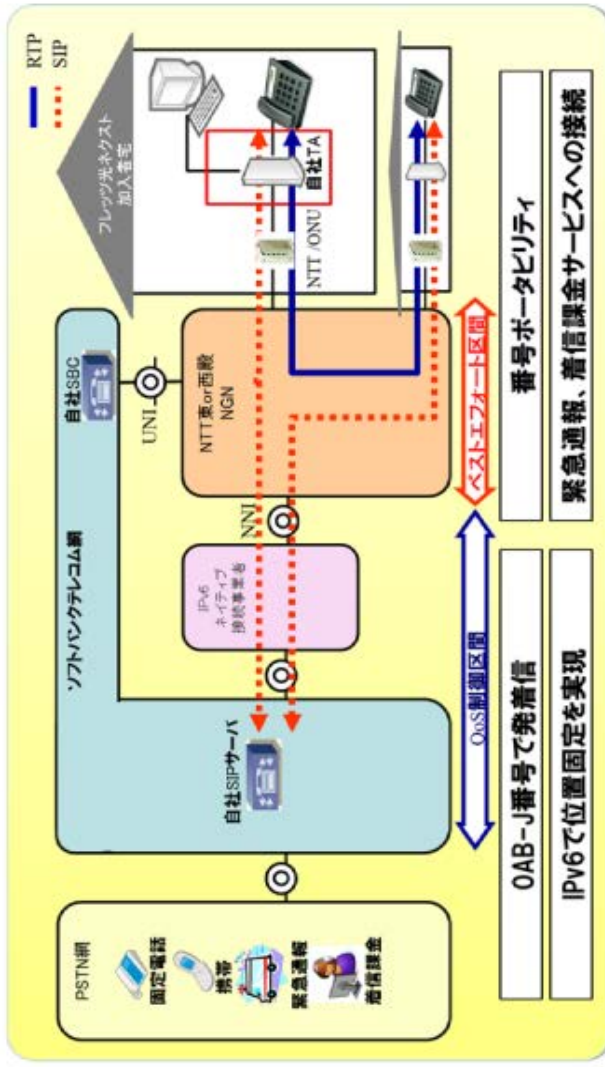 RTP
SIP
フレッツ光ネクスト
加入者宅
自社TA
NTT /ONU
自社SBC
UNI
NTT東or西殿
NGN
NNI
ソフトバンクテレコム網
IPv6
ネイティブ
接続事業者
自社SIPサーバ
PSTN網
固定電話
携帯
緊急通報
着信課金
QoS制御区間
ベストエフォート区間
0AB-J番号で発着信
番号ポータビリティ
IPv6で位置固定を実現
緊急通報、着信課金サービスへの接続